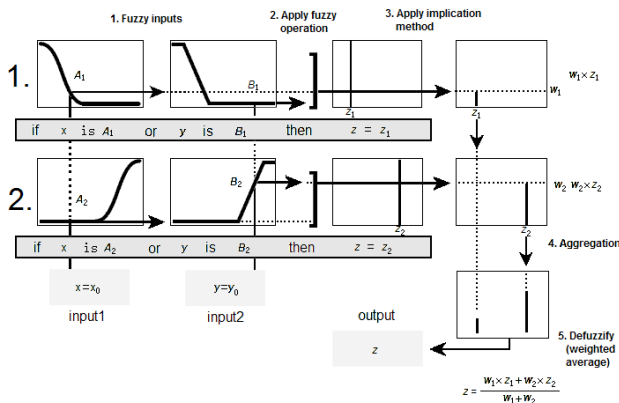 1. Fuzzy inputs
2. Apply fuzzy
operation
3. Apply implication
method
1.
A₁
B₁
z₁
w₁
w₁×z₁
z₁
if x is A₁ or y is B₁ then z = z₁
2.
A₂
B₂
z₂
w₂ w₂×z₂
z₂
if x is A₂ or y is B₂ then z = z₂
4. Aggregation
x=x₀
y=y₀
input1
input2
output
z
5. Defuzzify
(weighted
average)
z = w₁×z₁+w₂×z₂
w₁+w₂